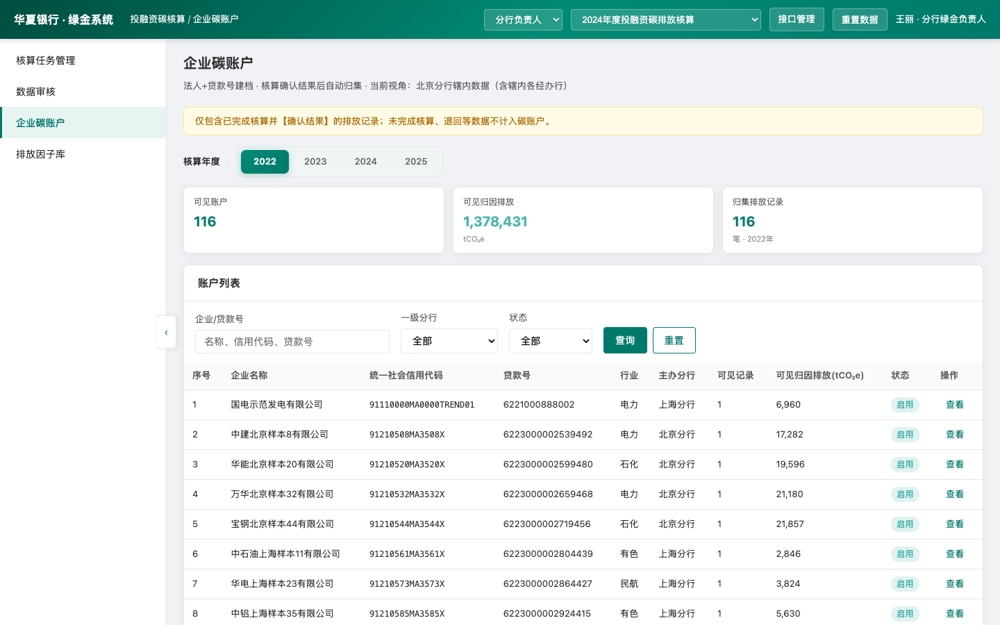 华夏银行 · 绿金系统
投融资碳核算 / 企业碳账户
分行负责人
2024年度投融资碳排放核算
接口管理
重置数据
王丽 · 分行绿金负责人
核算任务管理
数据审核
企业碳账户
排放因子库
‹
企业碳账户
法人+贷款号建档 · 核算确认结果后自动归集 · 当前视角：北京分行辖内数据（含辖内各经办行）
仅包含已完成核算并【确认结果】的排放记录；未完成核算、退回等数据不计入碳账户。
核算年度
2022
2023
2024
2025
可见账户
116
可见归因排放
1,378,431
tCO₂e
归集排放记录
116
笔 · 2022年
账户列表
企业/贷款号
一级分行
状态
名称、信用代码、贷款号
全部
全部
查询
重置
序号 企业名称 统一社会信用代码 贷款号 行业 主办分行 可见记录 可见归因排放(tCO₂e) 状态 操作
1 国电示范发电有限公司 91110000MA0000TREND01 6221000888002 电力 上海分行 1 6,960 启用 查看
2 中建北京样本8有限公司 91210508MA3508X 6223000002539492 电力 北京分行 1 17,282 启用 查看
3 华能北京样本20有限公司 91210520MA3520X 6223000002599480 石化 北京分行 1 19,596 启用 查看
4 万华北京样本32有限公司 91210532MA3532X 6223000002659468 电力 北京分行 1 21,180 启用 查看
5 宝钢北京样本44有限公司 91210544MA3544X 6223000002719456 石化 北京分行 1 21,857 启用 查看
6 中石油上海样本11有限公司 91210561MA3561X 6223000002804439 有色 上海分行 1 2,846 启用 查看
7 华电上海样本23有限公司 91210573MA3573X 6223000002864427 民航 上海分行 1 3,824 启用 查看
8 中铝上海样本35有限公司 91210585MA3585X 6223000002924415 有色 上海分行 1 5,630 启用 查看